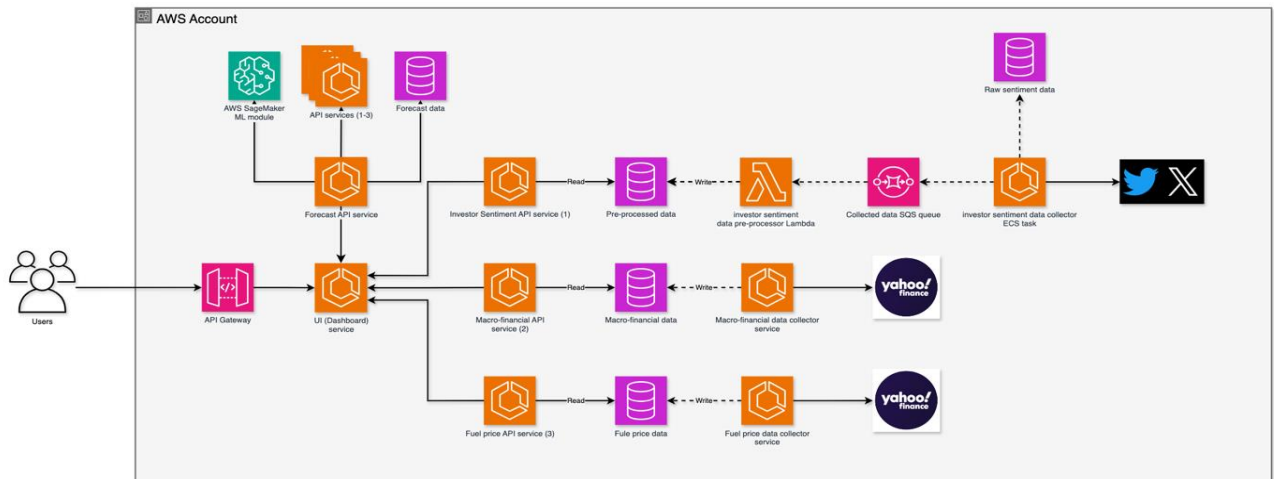 AWS Account
AWS SageMaker
ML module
API services (1-3)
Forecast data
Raw sentiment data
Forecast API service
Investor Sentiment API service (1)
Read
Pre-processed data
Write
investor sentiment
data pre-processor Lambda
Collected data SQS queue
investor sentiment data collector
ECS task
Users
API Gateway
UI (Dashboard)
service
Macro-financial API
service (2)
Read
Macro-financial data
Write
Macro-financial data collector
service
yahoo!
finance
Fuel price API service (3)
Read
Fule price data
Write
Fuel price data collector
service
yahoo!
finance